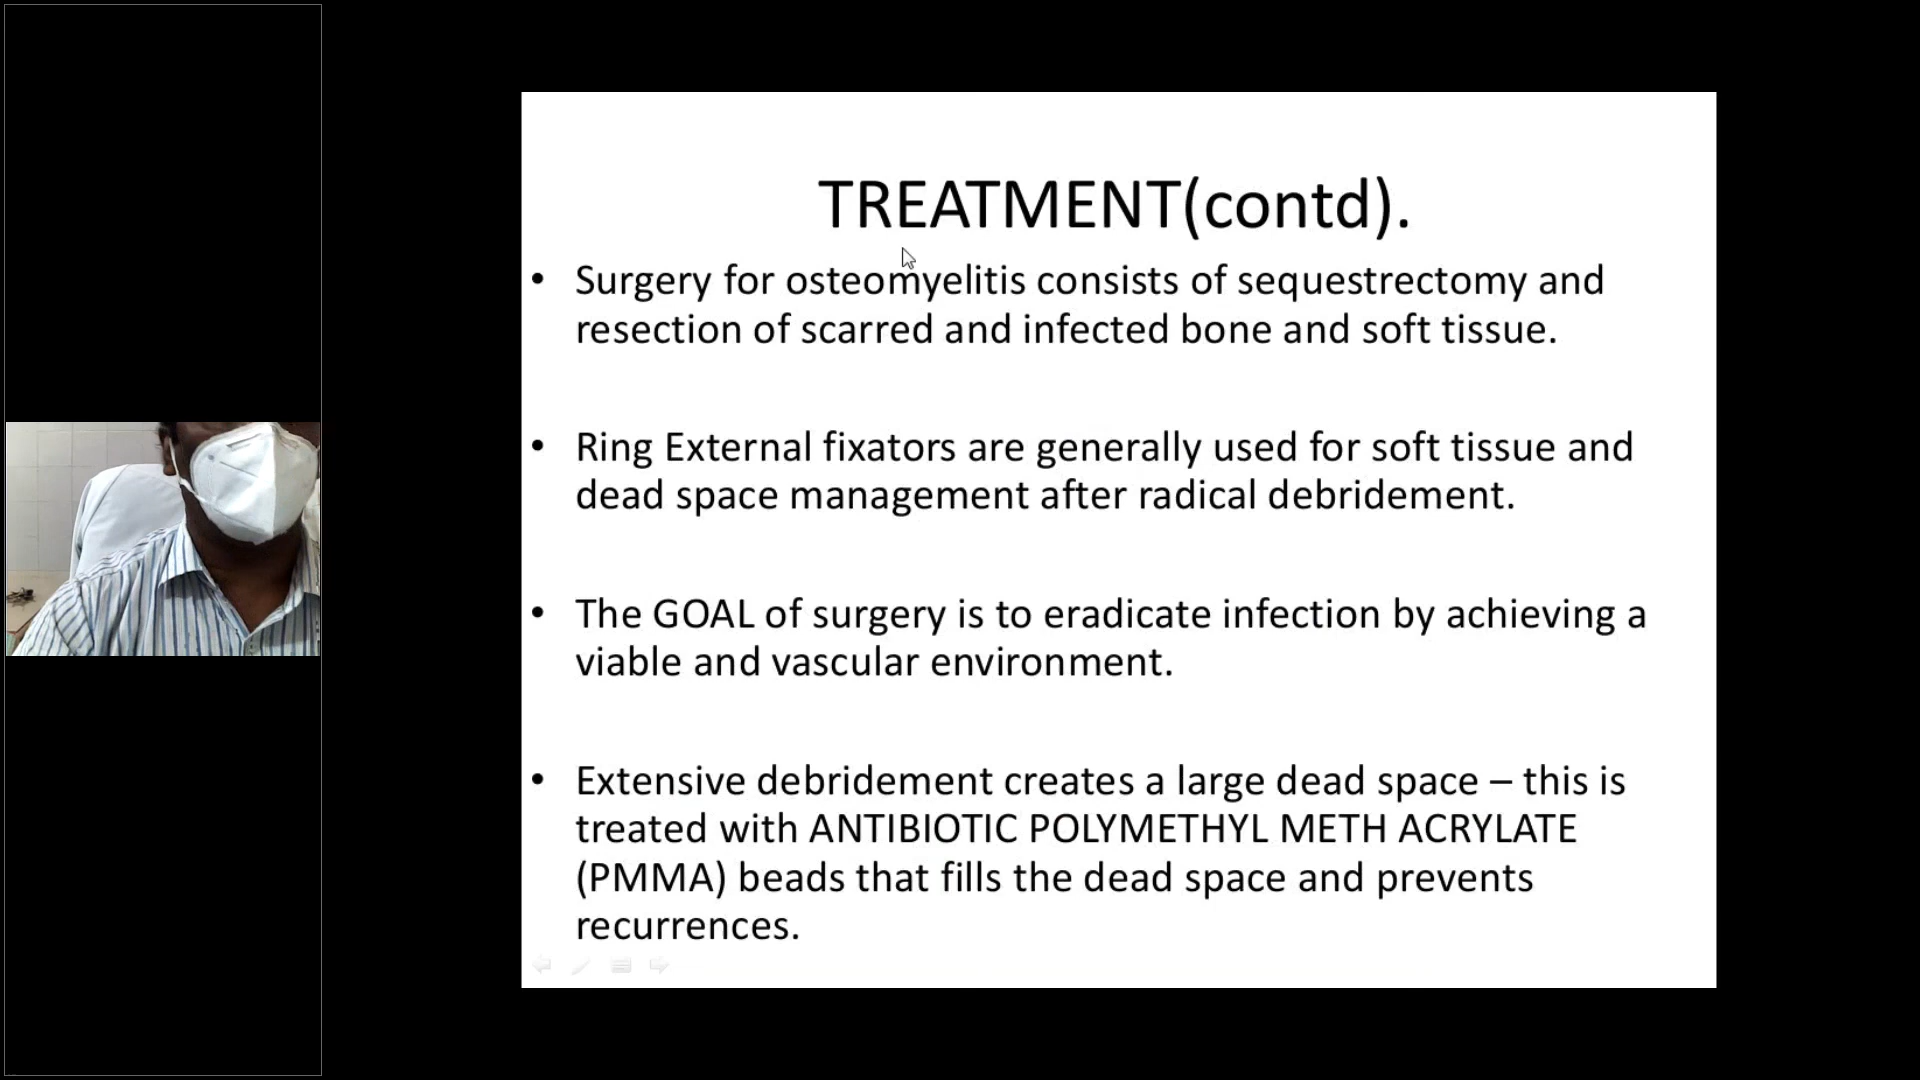 TREATMENT(contd).
• Surgery for osteomyelitis consists of sequestrectomy and
resection of scarred and infected bone and soft tissue.
• Ring External fixators are generally used for soft tissue and
dead space management after radical debridement.
• The GOAL of surgery is to eradicate infection by achieving a
viable and vascular environment.
• Extensive debridement creates a large dead space – this is
treated with ANTIBIOTIC POLYMETHYL METH ACRYLATE
(PMMA) beads that fills the dead space and prevents
recurrences.